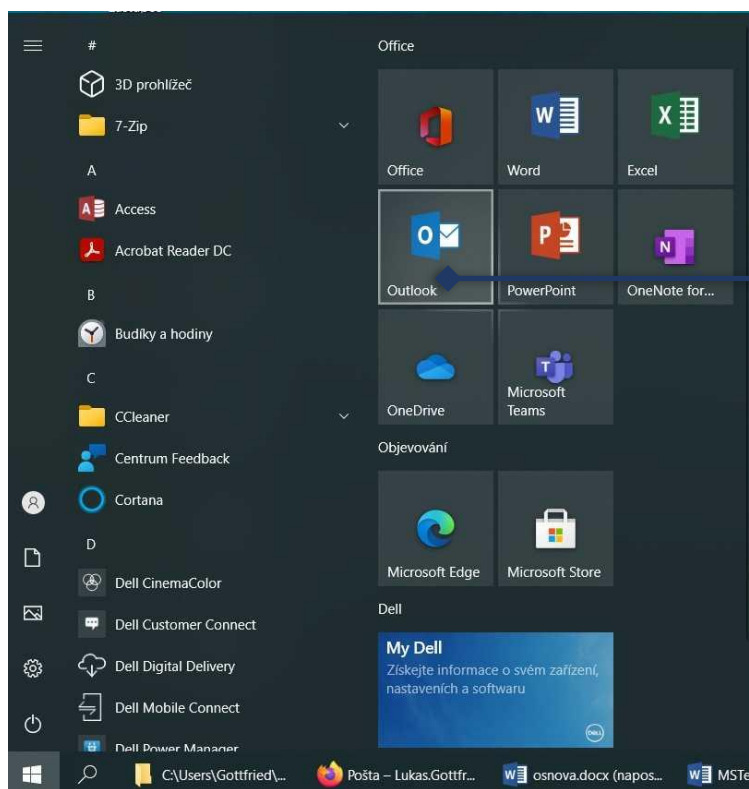 #
3D prohlížeč
7-Zip
A
Access
Acrobat Reader DC
B
Budíky a hodiny
C
CCleaner
Centrum Feedback
Cortana
D
Dell CinemaColor
Dell Customer Connect
Dell Digital Delivery
Dell Mobile Connect
Dell Power Manager
Office
Office
Word
Excel
Outlook
PowerPoint
OneNote for...
OneDrive
Microsoft
Teams
Objevování
Microsoft Edge
Microsoft Store
Dell
My Dell
Získejte informace o svém zařízení,
nastaveních a softwaru
DELL
C:\Users\Gottfried\...
Pošta – Lukas.Gottfr...
osnova.docx (napos...
MSTe